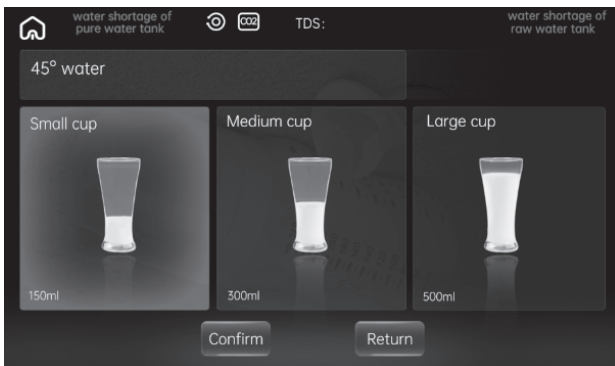 water shortage of
pure water tank
CO2
TDS:
water shortage of
raw water tank
45° water
Small cup
Medium cup
Large cup
150ml
300ml
500ml
Confirm
Return